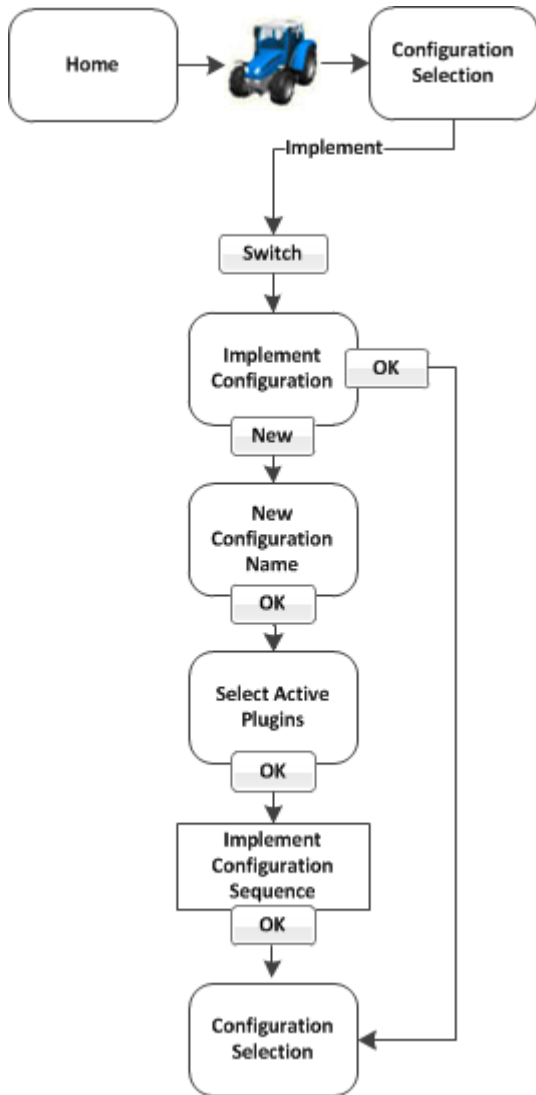 Home
Configuration
Selection
Implement
Switch
Implement
Configuration
OK
New
New
Configuration
Name
OK
Select Active
Plugins
OK
Implement
Configuration
Sequence
OK
Configuration
Selection